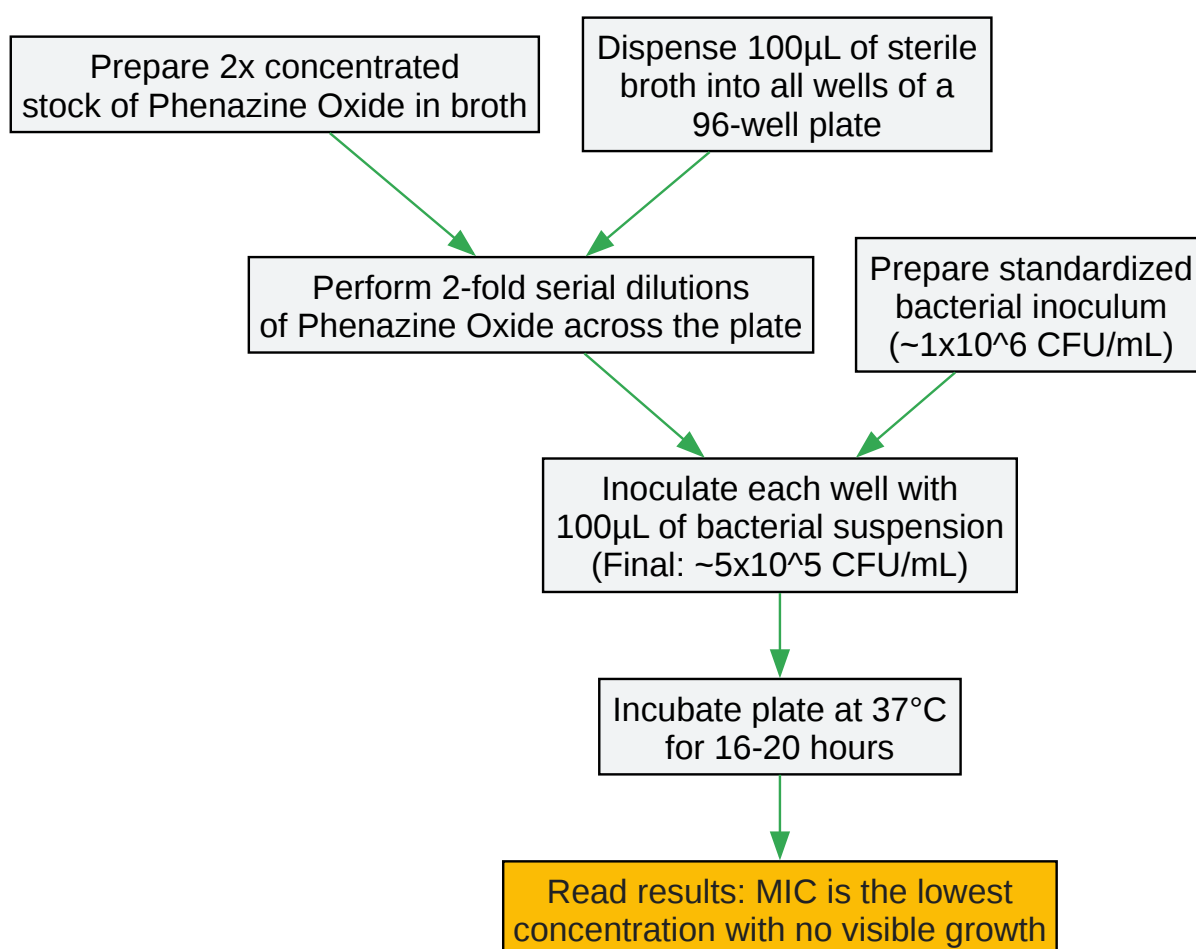 Prepare 2x concentrated
stock of Phenazine Oxide in broth
Dispense 100µL of sterile
broth into all wells of a
96-well plate
Perform 2-fold serial dilutions
of Phenazine Oxide across the plate
Prepare standardized
bacterial inoculum
(~1x10^6 CFU/mL)
Inoculate each well with
100µL of bacterial suspension
(Final: ~5x10^5 CFU/mL)
Incubate plate at 37°C
for 16-20 hours
Read results: MIC is the lowest
concentration with no visible growth